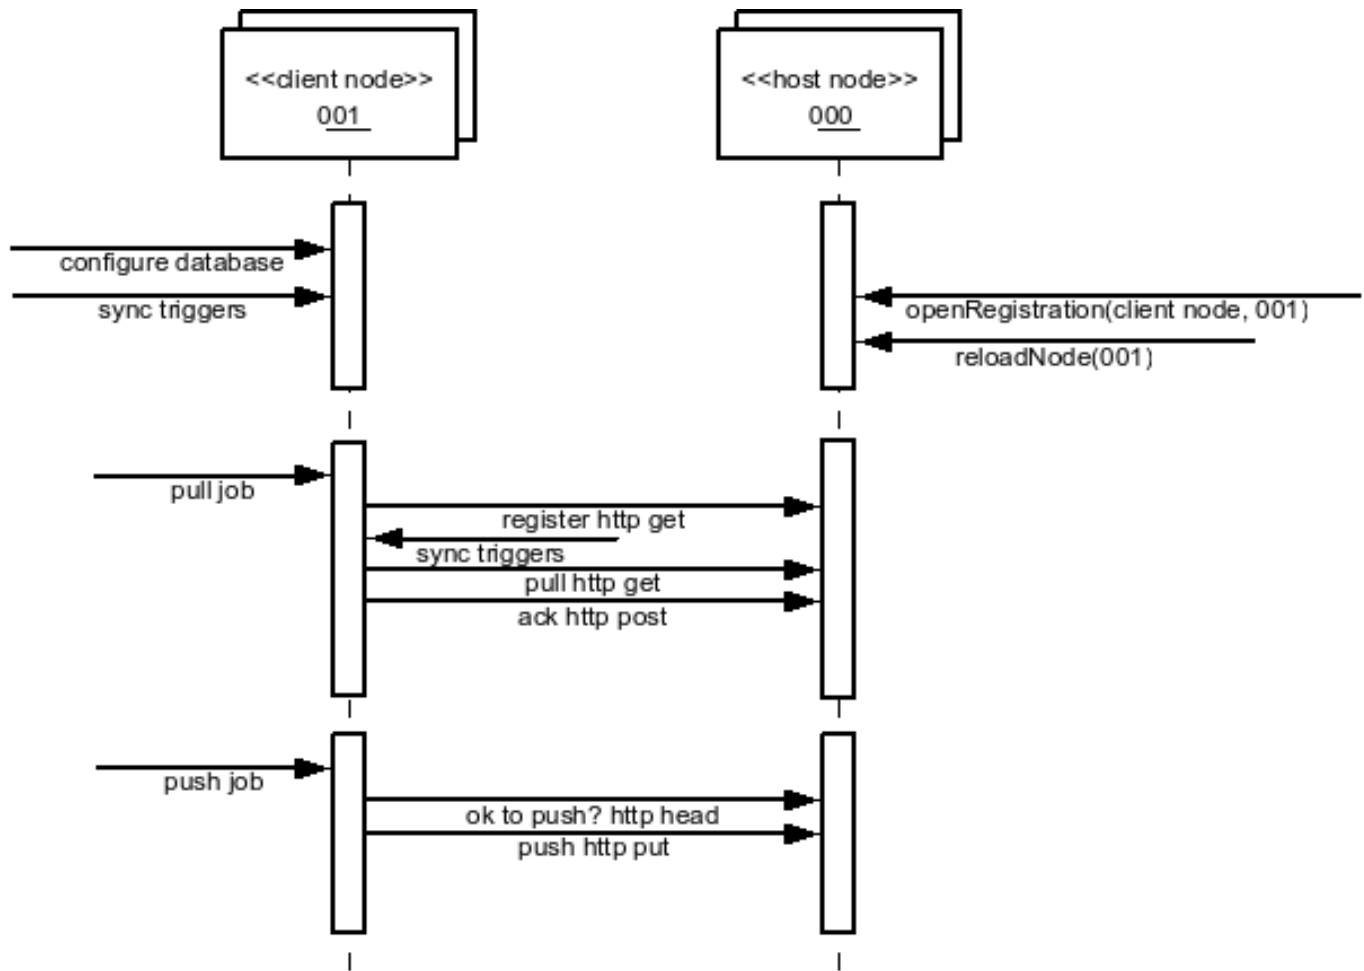 <<client node>>
001
<<host node>>
000
configure database
sync triggers
openRegistration(client node, 001)
reloadNode(001)
pull job
register http get
sync triggers
pull http get
ack http post
push job
ok to push? http head
push http put